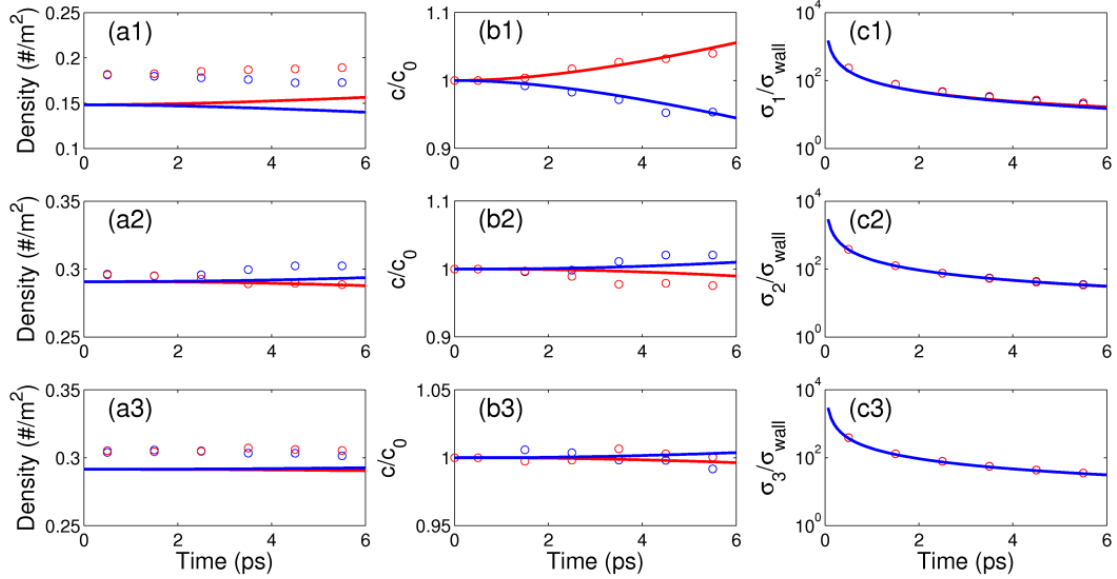 Density (#/m²)
0.25
0.2
0.15
0.1
(a1)
0 2 4 6
c/c₀
1.1
1
0.9
(b1)
0 2 4 6
σ₁/σwall
10⁴
10²
10⁰
(c1)
0 2 4 6
Density (#/m²)
0.35
0.3
0.25
(a2)
0 2 4 6
c/c₀
1.1
1
0.9
(b2)
0 2 4 6
σ₂/σwall
10⁴
10²
10⁰
(c2)
0 2 4 6
Density (#/m²)
0.35
0.3
0.25
(a3)
0 2 4 6
Time (ps)
c/c₀
1.05
1
0.95
(b3)
0 2 4 6
Time (ps)
σ₃/σwall
10⁴
10²
10⁰
(c3)
0 2 4 6
Time (ps)